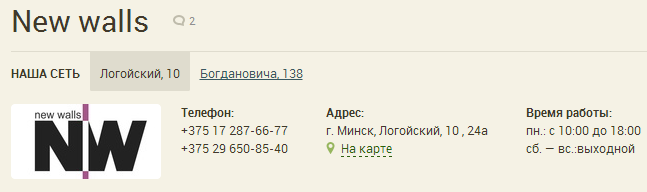 New walls 2
НАША СЕТЬ Логойский, 10 Богдановича, 138
new walls
NW
Телефон:
+375 17 287-66-77
+375 29 650-85-40
Адрес:
г. Минск, Логойский, 10 , 24а
На карте
Время работы:
пн.: с 10:00 до 18:00
сб. — вс.:выходной